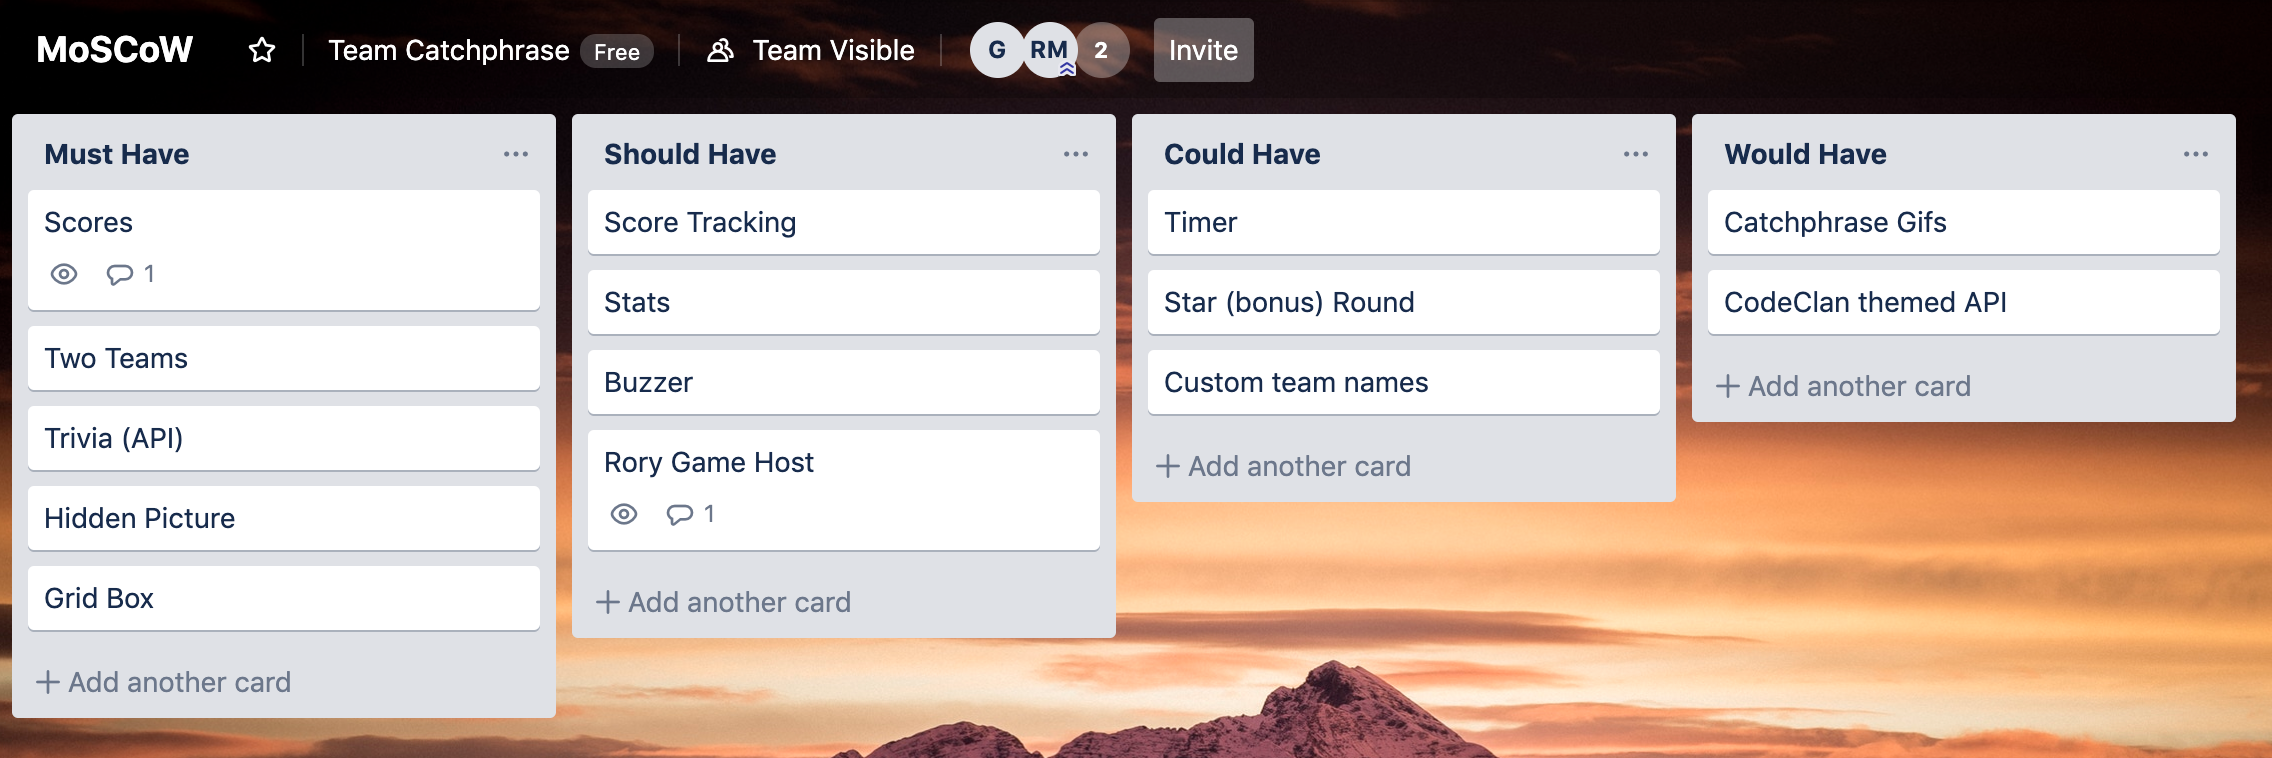 MoSCoW
Team Catchphrase Free
Team Visible
G RM 2
Invite
Must Have
Scores
1
Two Teams
Trivia (API)
Hidden Picture
Grid Box
+ Add another card
Should Have
Score Tracking
Stats
Buzzer
Rory Game Host
1
+ Add another card
Could Have
Timer
Star (bonus) Round
Custom team names
+ Add another card
Would Have
Catchphrase Gifs
CodeClan themed API
+ Add another card